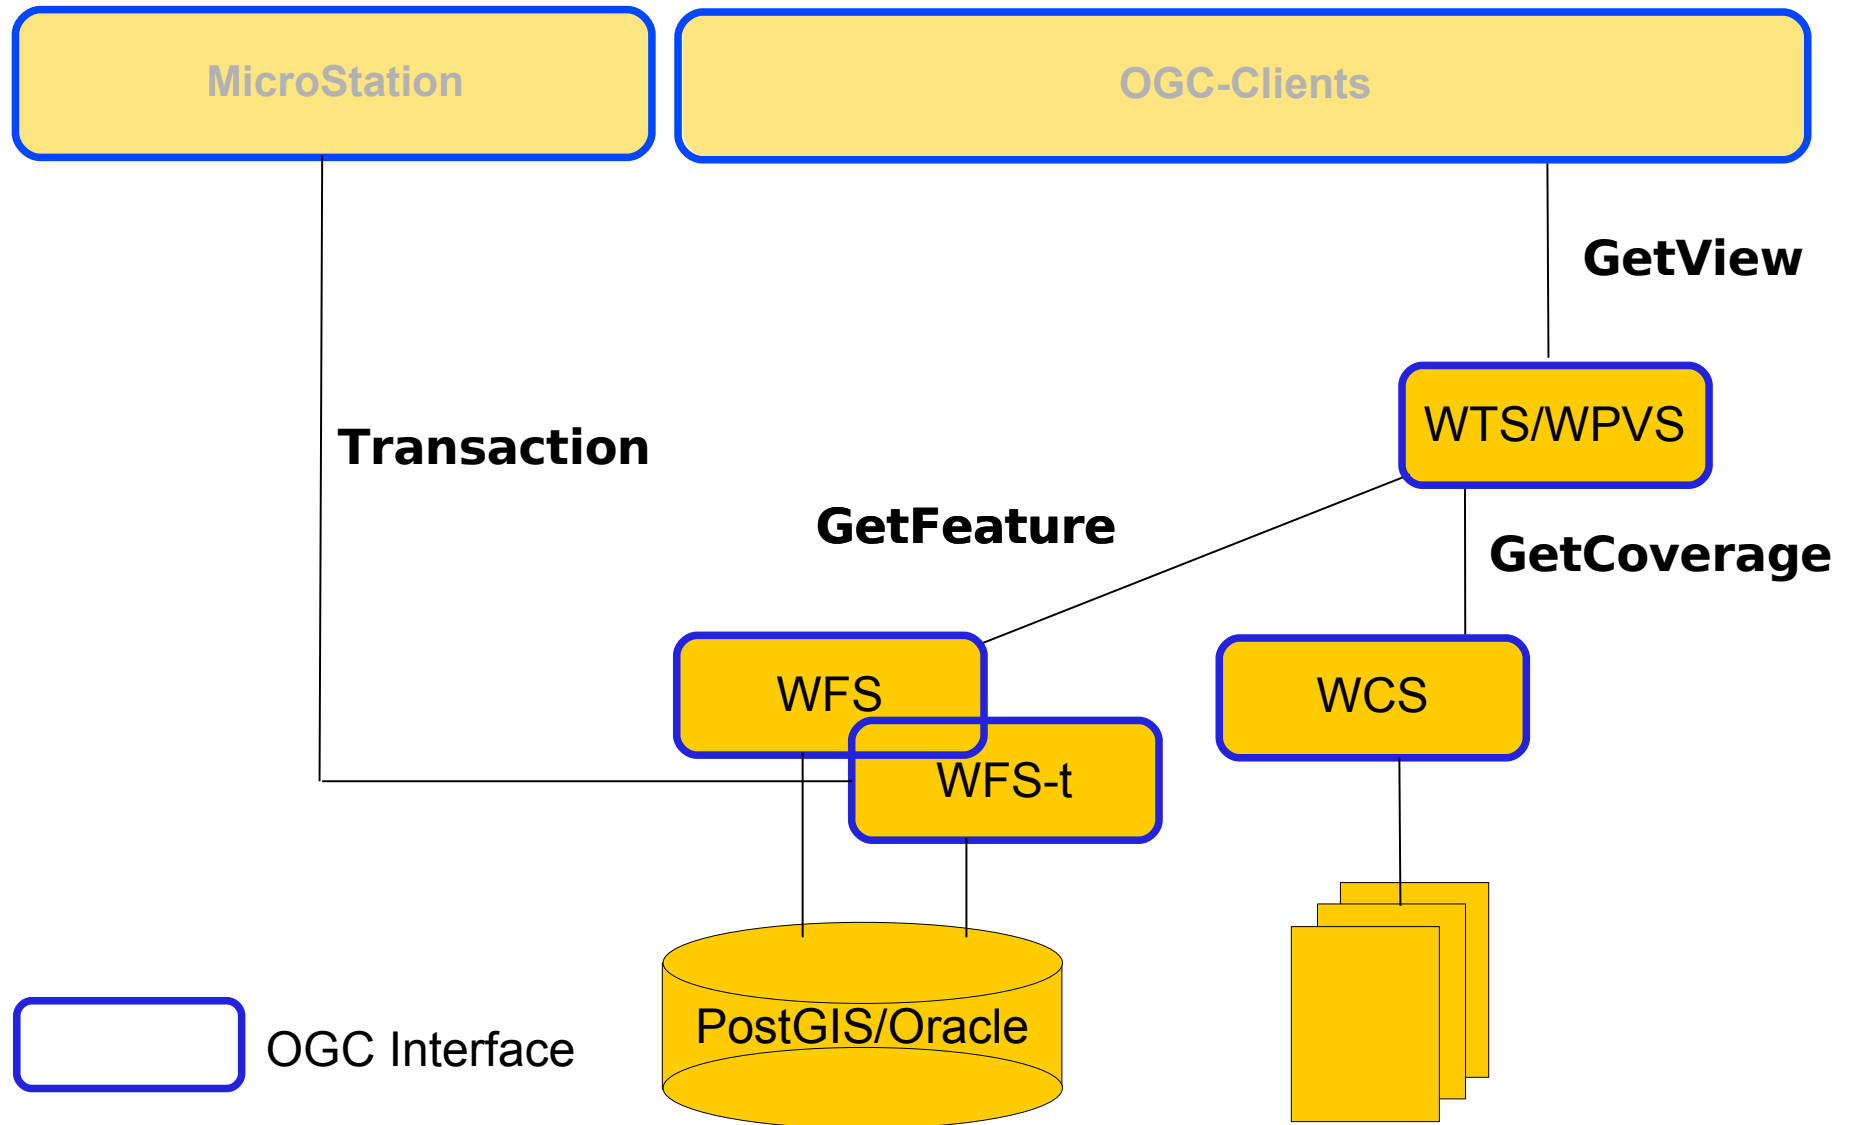 MicroStation
OGC-Clients
GetView
WTS/WPVS
Transaction
GetFeature
GetCoverage
WFS
WCS
WFS-t
PostGIS/Oracle
OGC Interface